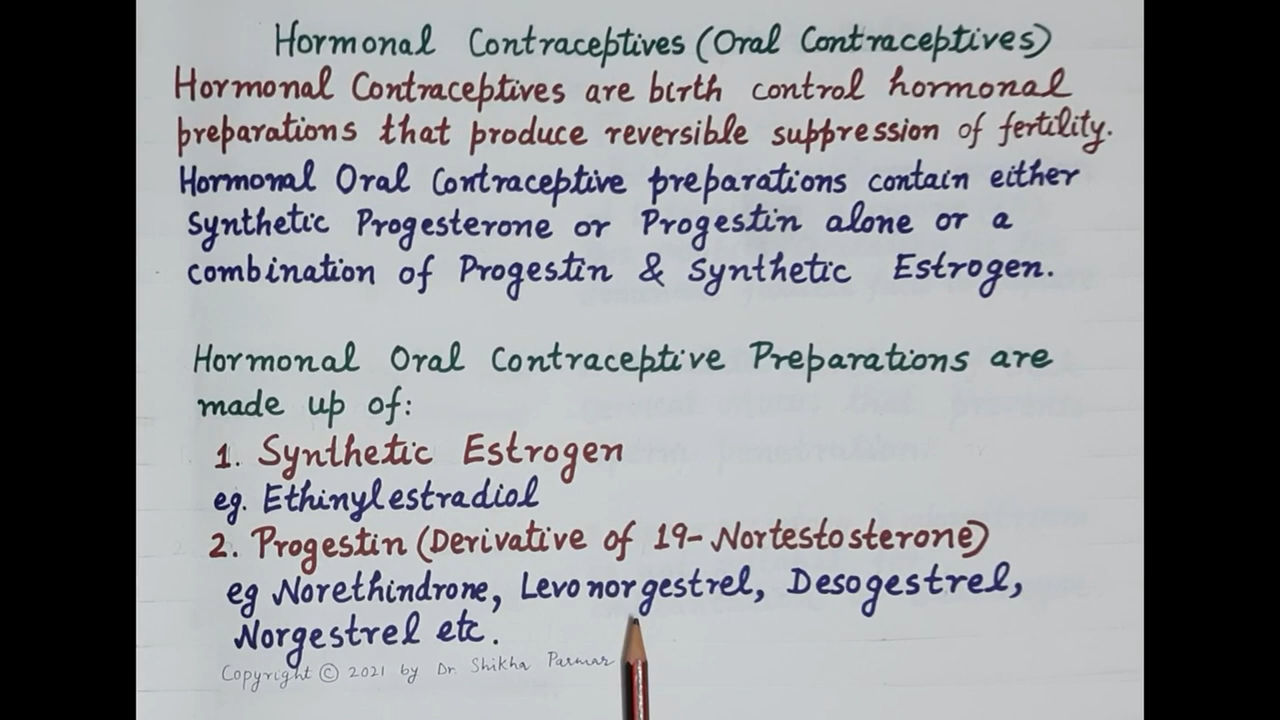 Hormonal Contraceptives (Oral Contraceptives)
Hormonal Contraceptives are birth control hormonal
preparations that produce reversible suppression of fertility.
Hormonal Oral Contraceptive preparations contain either
Synthetic Progesterone or Progestin alone or a
combination of Progestin & Synthetic Estrogen.
Hormonal Oral Contraceptive Preparations are
made up of:
1. Synthetic Estrogen
eg. Ethinylestradiol
2. Progestin (Derivative of 19-Nortestosterone)
eg Norethindrone, Levonorgestrel, Desogestrel,
Norgestrel etc.
Copyright © 2021 by Dr. Shikha Parmar